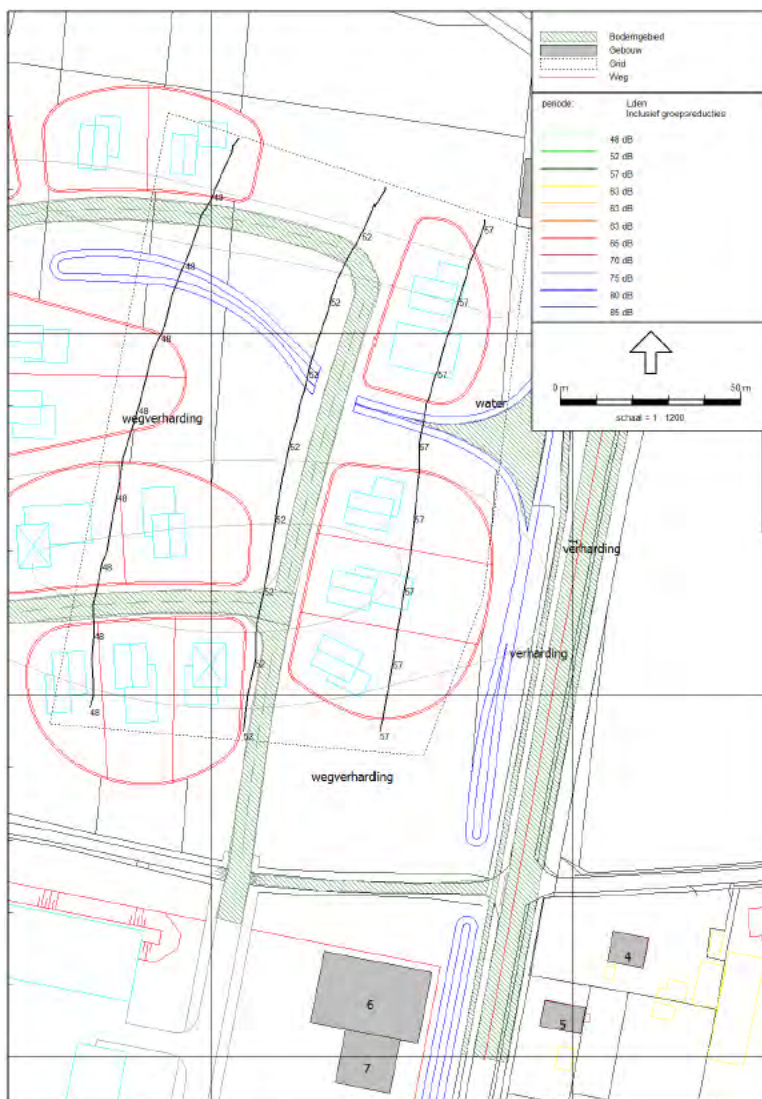 Bodemgebied
Gebouw
Grid
Weg
periode: Lden
Inclusief groepsreducties
48 dB
52 dB
57 dB
63 dB
63 dB
63 dB
65 dB
70 dB
75 dB
80 dB
85 dB
0 m 50 m
schaal = 1 : 1200
48
52
57
48
52
57
48
52
57
water
48
wegverharding
52
57
48
52
57
verharding
48
52
57
48
52
57
verharding
48
52
57
wegverharding
4
6
5
7